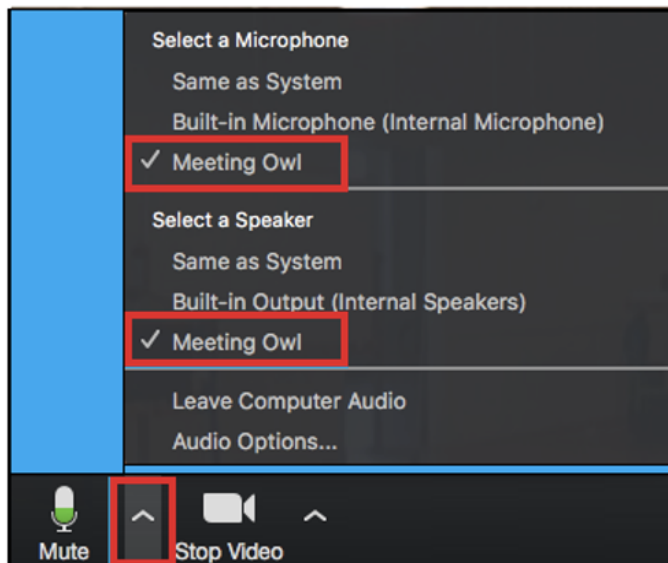 Select a Microphone
Same as System
Built-in Microphone (Internal Microphone)
✓ Meeting Owl
Select a Speaker
Same as System
Built-in Output (Internal Speakers)
✓ Meeting Owl
Leave Computer Audio
Audio Options...
Mute Stop Video